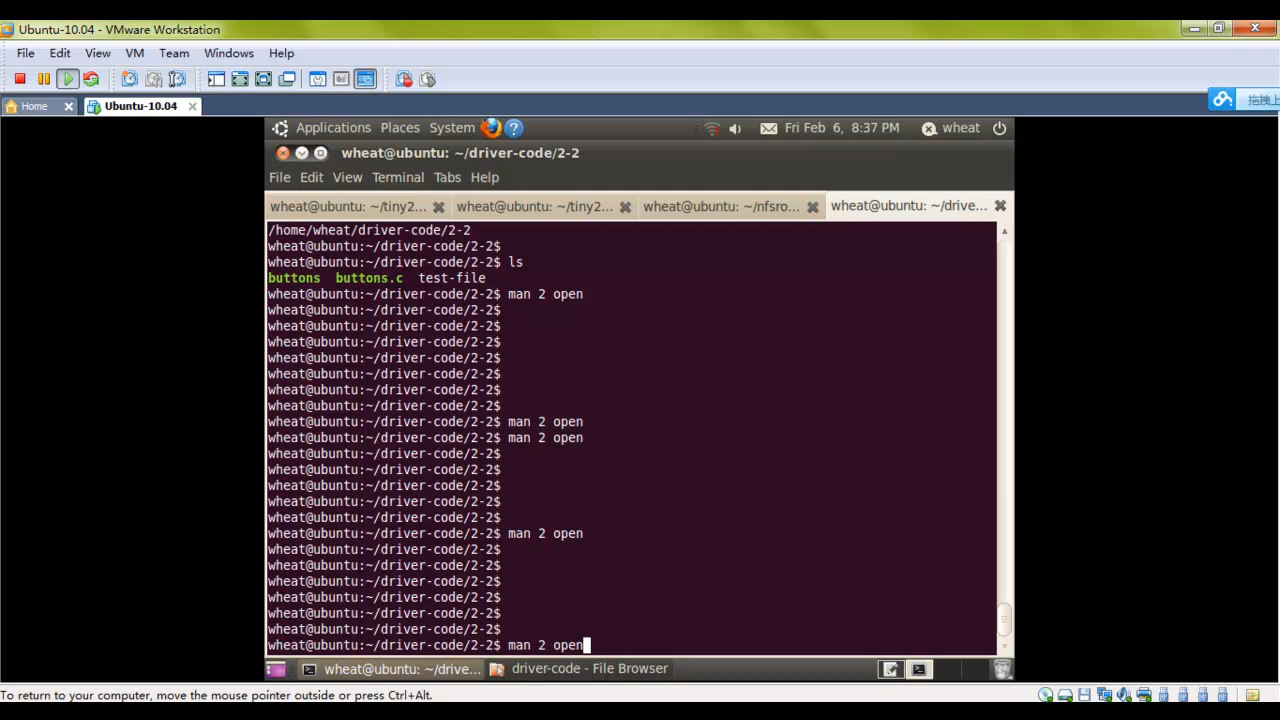 Ubuntu-10.04 - VMware Workstation
File Edit View VM Team Windows Help
Home Ubuntu-10.04
拖拽上
Applications Places System Fri Feb 6, 8:37 PM wheat
wheat@ubuntu: ~/driver-code/2-2
File Edit View Terminal Tabs Help
wheat@ubuntu: ~/tiny2... wheat@ubuntu: ~/tiny2... wheat@ubuntu: ~/nfsro... wheat@ubuntu: ~/drive...
/home/wheat/driver-code/2-2
wheat@ubuntu:~/driver-code/2-2$
wheat@ubuntu:~/driver-code/2-2$ ls
buttons buttons.c test-file
wheat@ubuntu:~/driver-code/2-2$ man 2 open
wheat@ubuntu:~/driver-code/2-2$
wheat@ubuntu:~/driver-code/2-2$
wheat@ubuntu:~/driver-code/2-2$
wheat@ubuntu:~/driver-code/2-2$
wheat@ubuntu:~/driver-code/2-2$
wheat@ubuntu:~/driver-code/2-2$
wheat@ubuntu:~/driver-code/2-2$
wheat@ubuntu:~/driver-code/2-2$ man 2 open
wheat@ubuntu:~/driver-code/2-2$ man 2 open
wheat@ubuntu:~/driver-code/2-2$
wheat@ubuntu:~/driver-code/2-2$
wheat@ubuntu:~/driver-code/2-2$
wheat@ubuntu:~/driver-code/2-2$
wheat@ubuntu:~/driver-code/2-2$
wheat@ubuntu:~/driver-code/2-2$ man 2 open
wheat@ubuntu:~/driver-code/2-2$
wheat@ubuntu:~/driver-code/2-2$
wheat@ubuntu:~/driver-code/2-2$
wheat@ubuntu:~/driver-code/2-2$
wheat@ubuntu:~/driver-code/2-2$
wheat@ubuntu:~/driver-code/2-2$
wheat@ubuntu:~/driver-code/2-2$ man 2 open
wheat@ubuntu: ~/drive... driver-code - File Browser
To return to your computer, move the mouse pointer outside or press Ctrl+Alt.